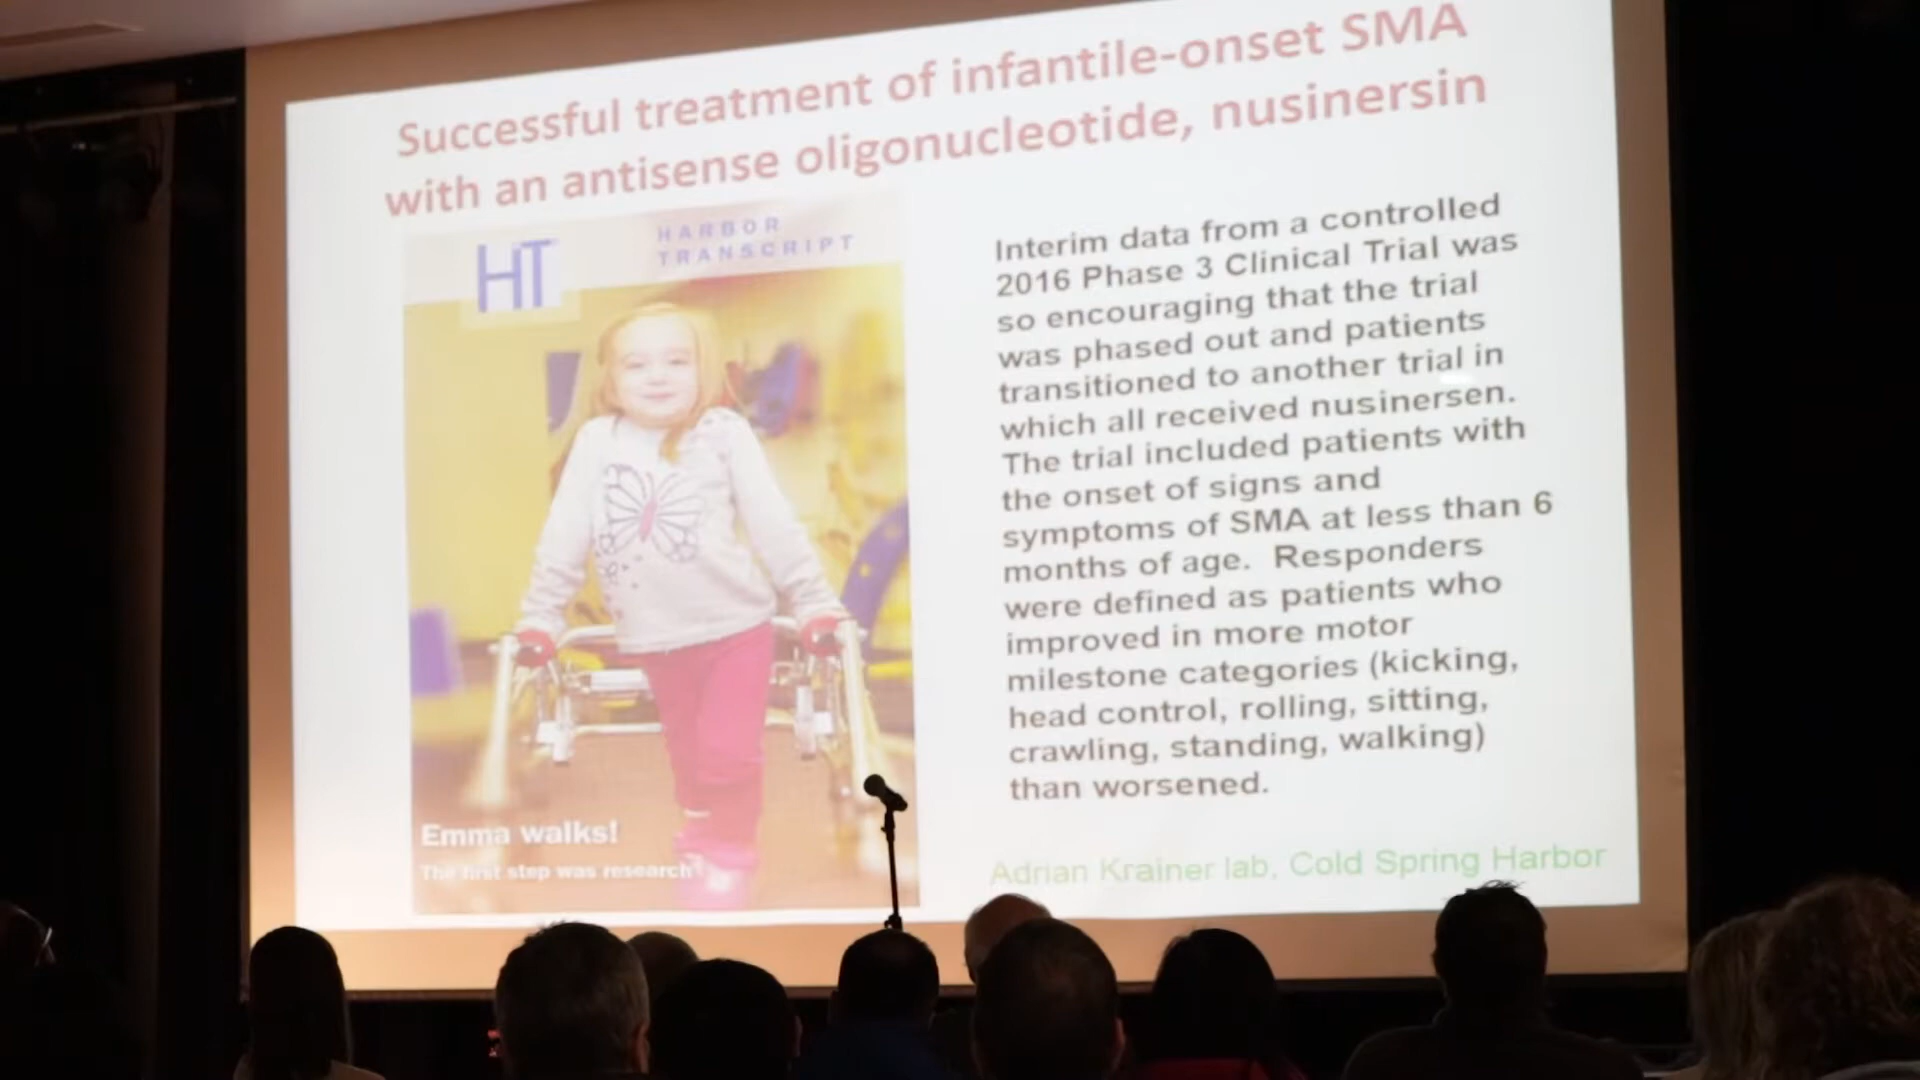 Successful treatment of infantile-onset SMA
with an antisense oligonucleotide, nusinersin
HT
HARBOR
TRANSCRIPT
Emma walks!
The first step was research
Interim data from a controlled
2016 Phase 3 Clinical Trial was
so encouraging that the trial
was phased out and patients
transitioned to another trial in
which all received nusinersen.
The trial included patients with
the onset of signs and
symptoms of SMA at less than 6
months of age. Responders
were defined as patients who
improved in more motor
milestone categories (kicking,
head control, rolling, sitting,
crawling, standing, walking)
than worsened.
Adrian Krainer lab, Cold Spring Harbor